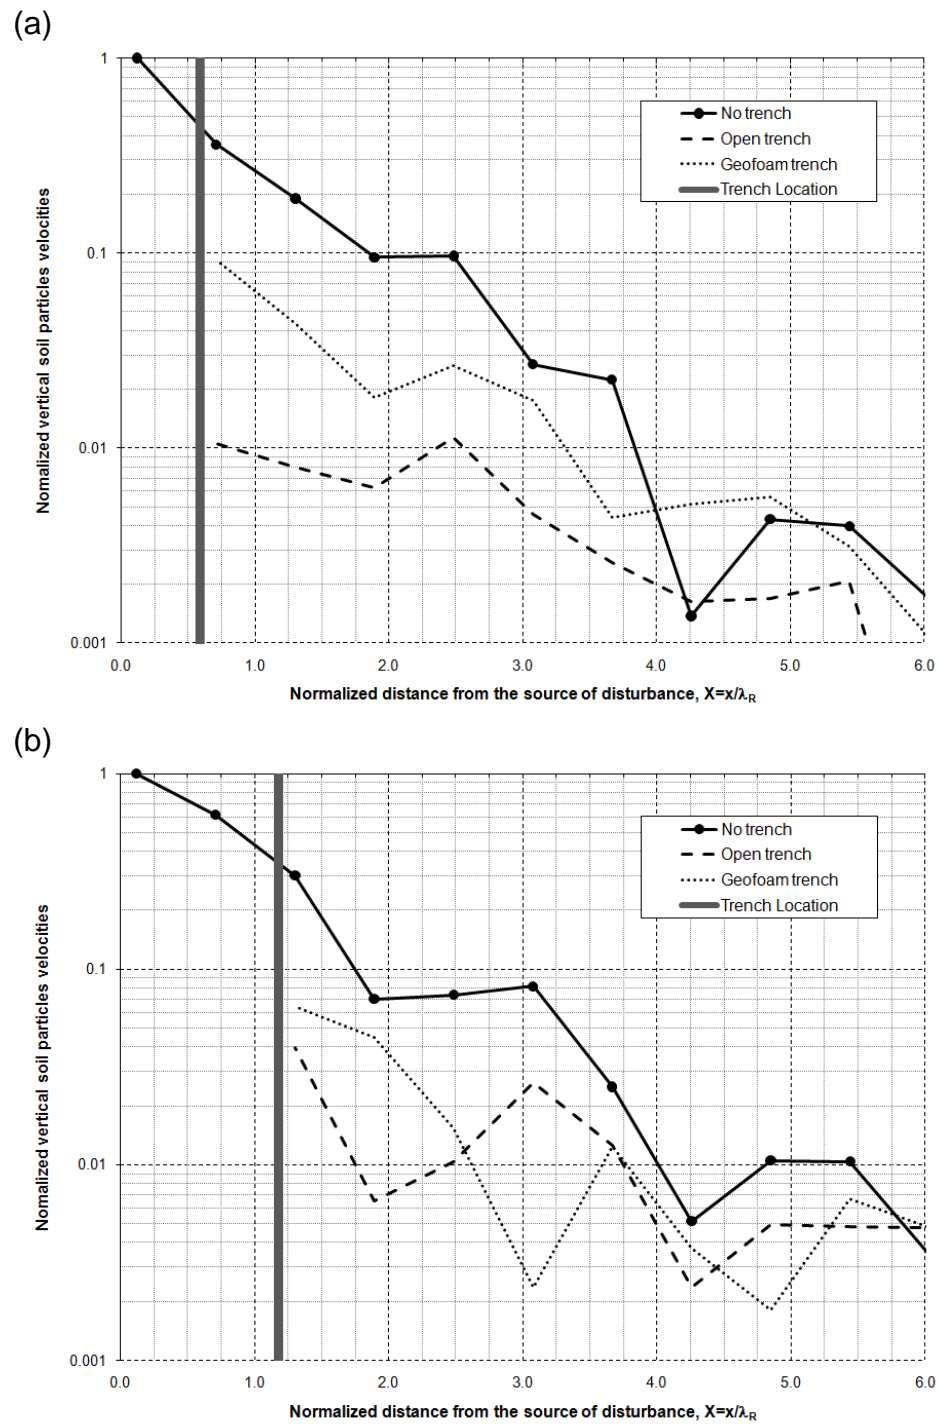 (a)
Nomalized vertical soil particles velocities
1
0.1
0.01
0.001
No trench
Open trench
Geofoam trench
Trench Location
0.0 1.0 2.0 3.0 4.0 5.0 6.0
Normalized distance from the source of disturbance, X=x/λR
(b)
Nomalized vertical soil particles velocities
1
0.1
0.01
0.001
No trench
Open trench
Geofoam trench
Trench Location
0.0 1.0 2.0 3.0 4.0 5.0 6.0
Normalized distance from the source of disturbance, X=x/λR